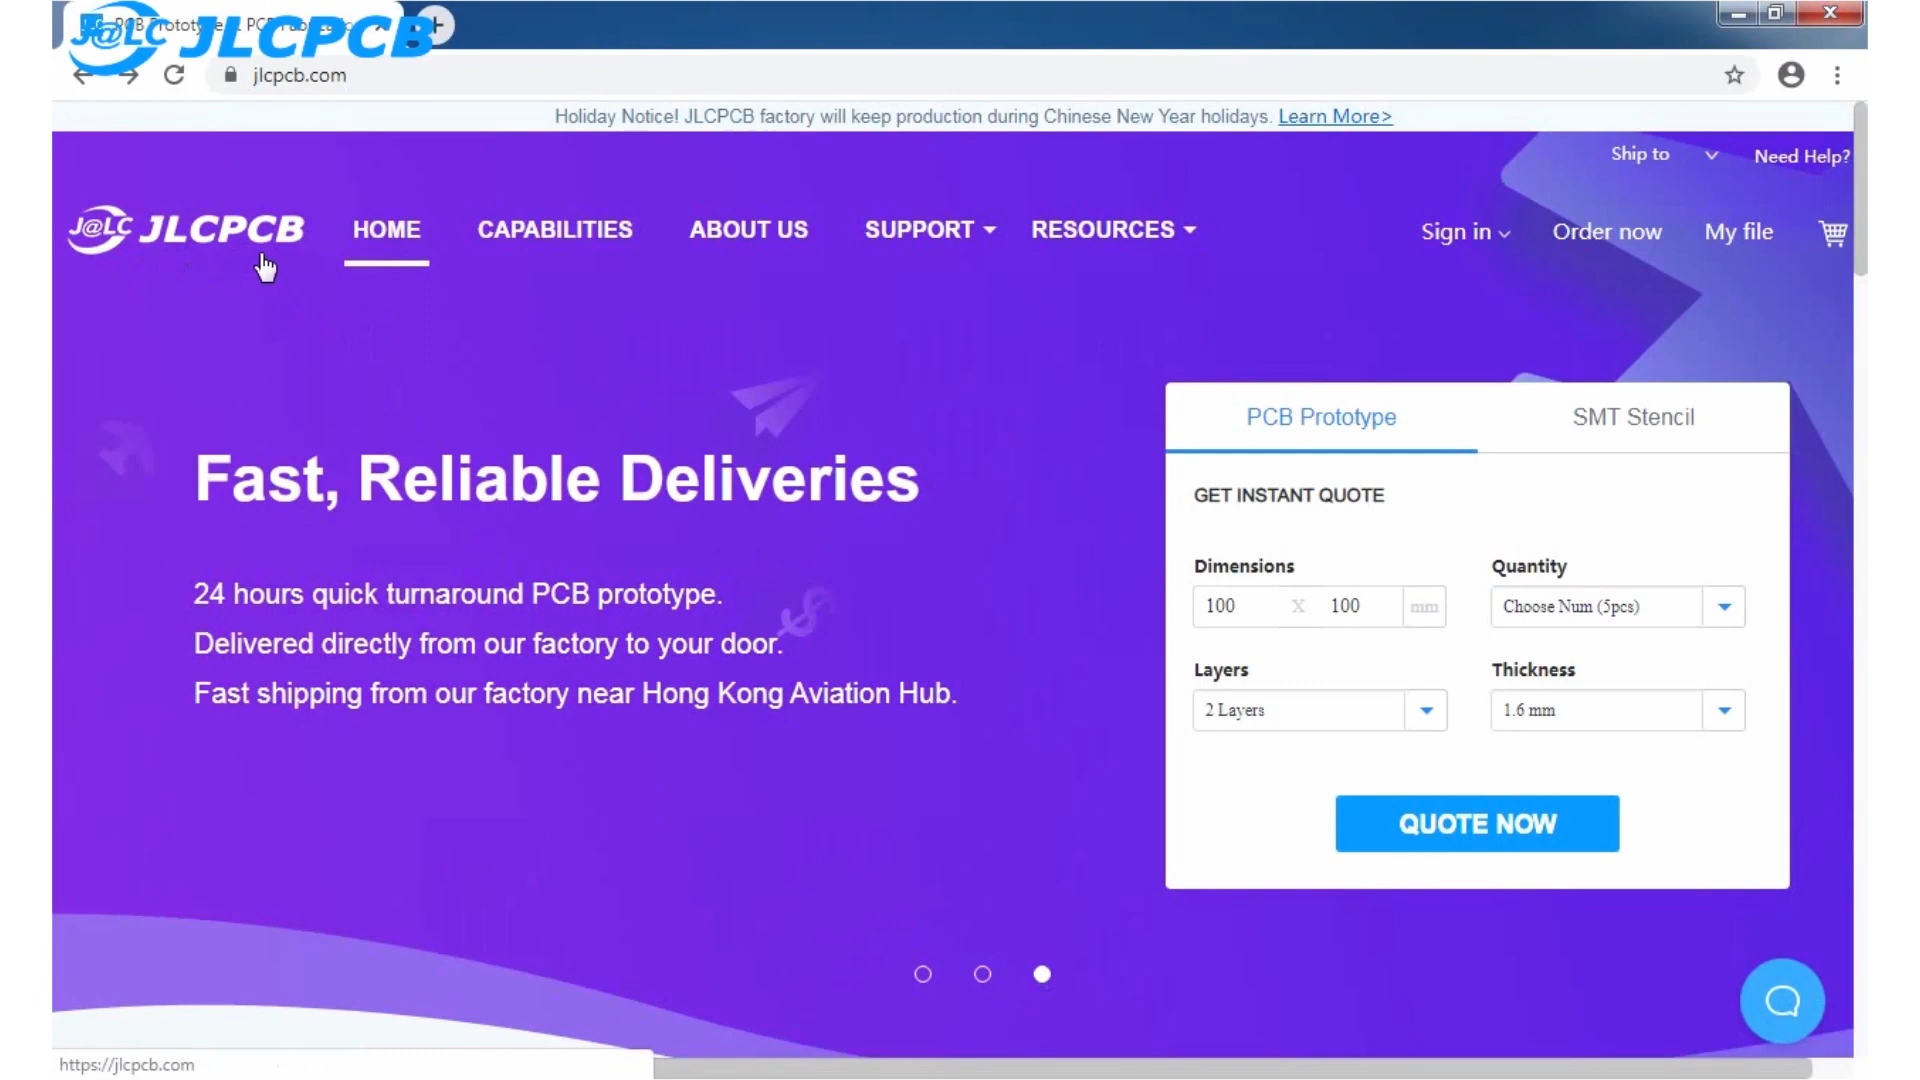 J@LC JLCPCB
jlcpcb.com
Holiday Notice! JLCPCB factory will keep production during Chinese New Year holidays. Learn More>
Ship to
Need Help?
J@LC JLCPCB
HOME
CAPABILITIES
ABOUT US
SUPPORT
RESOURCES
Sign in
Order now
My file
Fast, Reliable Deliveries
24 hours quick turnaround PCB prototype.
Delivered directly from our factory to your door.
Fast shipping from our factory near Hong Kong Aviation Hub.
PCB Prototype
SMT Stencil
GET INSTANT QUOTE
Dimensions
Quantity
100 X 100 mm
Choose Num (5pcs)
Layers
Thickness
2 Layers
1.6 mm
QUOTE NOW
https://jlcpcb.com